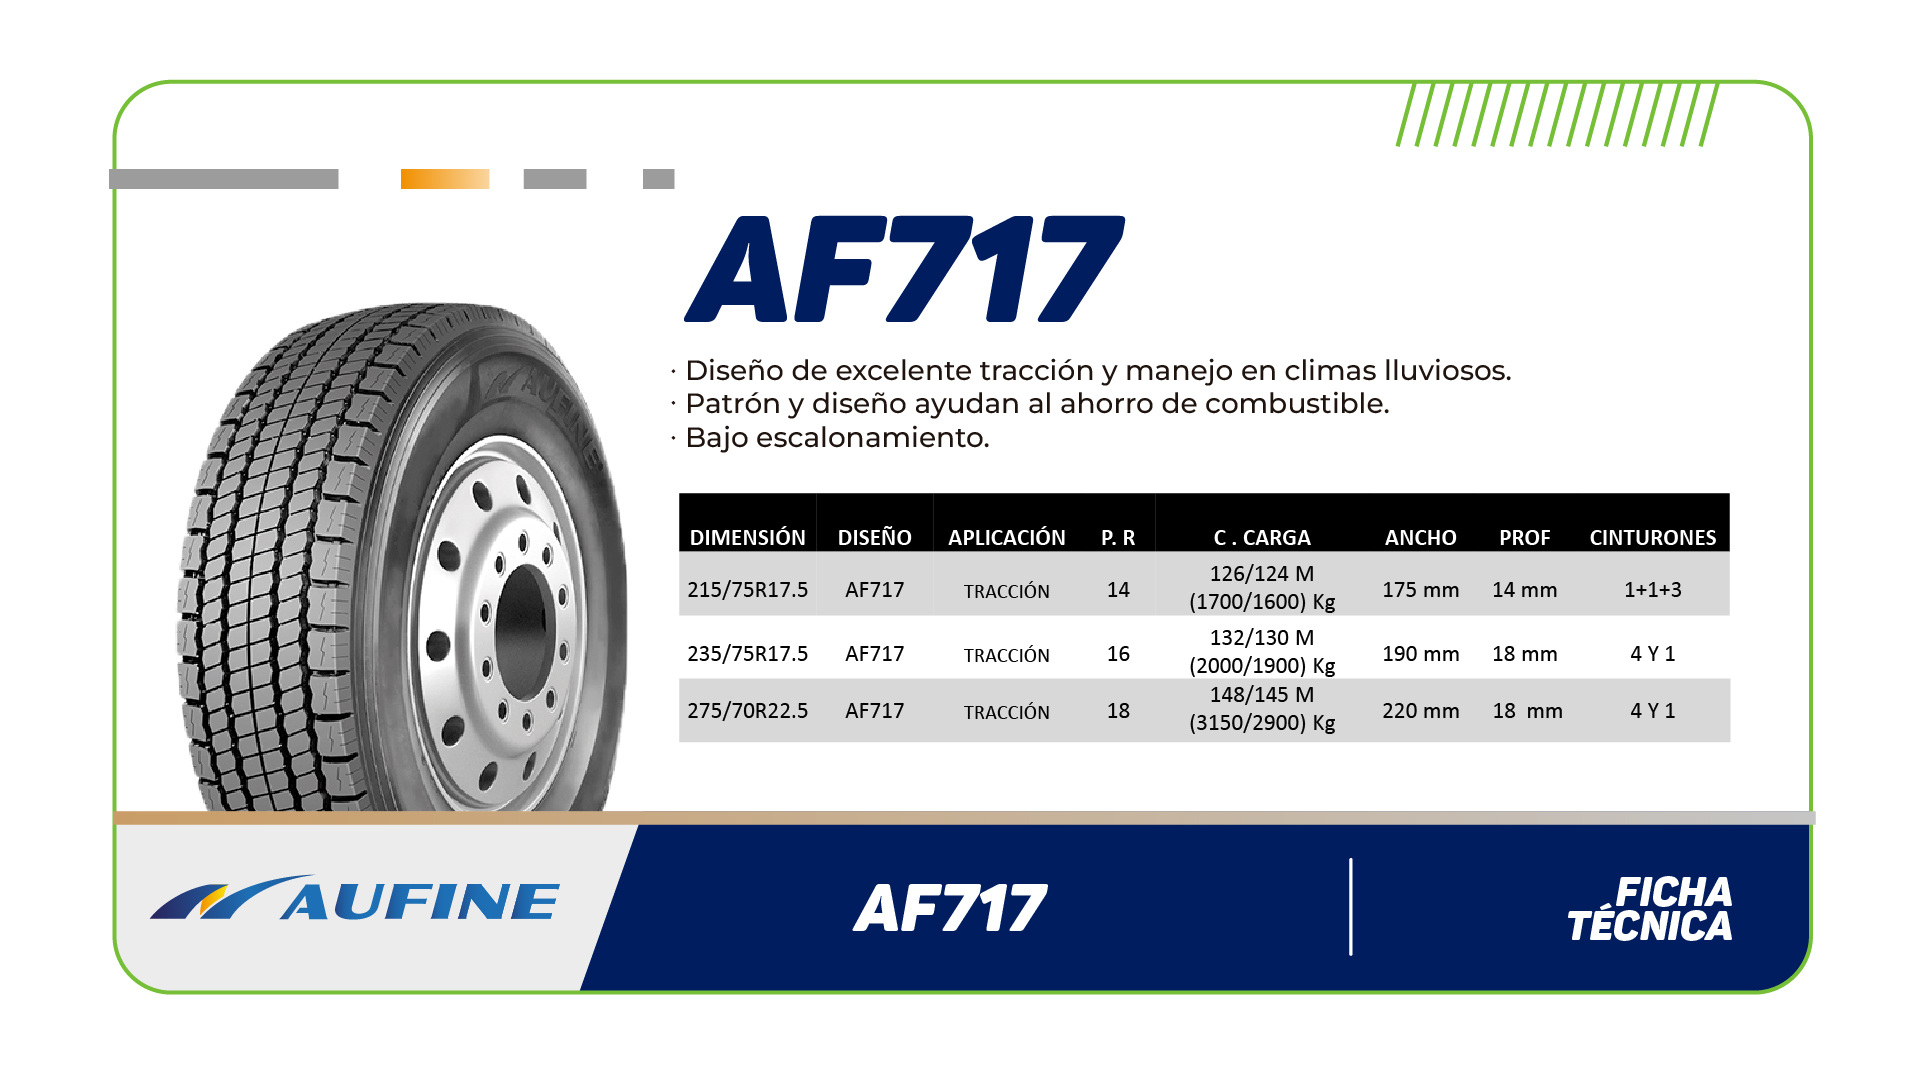 AF717
· Diseño de excelente tracción y manejo en climas lluviosos.
· Patrón y diseño ayudan al ahorro de combustible.
· Bajo escalonamiento.
AUFINE
DIMENSIÓN DISEÑO APLICACIÓN P. R C . CARGA ANCHO PROF CINTURONES
215/75R17.5 AF717 TRACCIÓN 14 126/124 M (1700/1600) Kg 175 mm 14 mm 1+1+3
235/75R17.5 AF717 TRACCIÓN 16 132/130 M (2000/1900) Kg 190 mm 18 mm 4 Y 1
275/70R22.5 AF717 TRACCIÓN 18 148/145 M (3150/2900) Kg 220 mm 18 mm 4 Y 1
AUFINE
AF717
FICHA
TÉCNICA